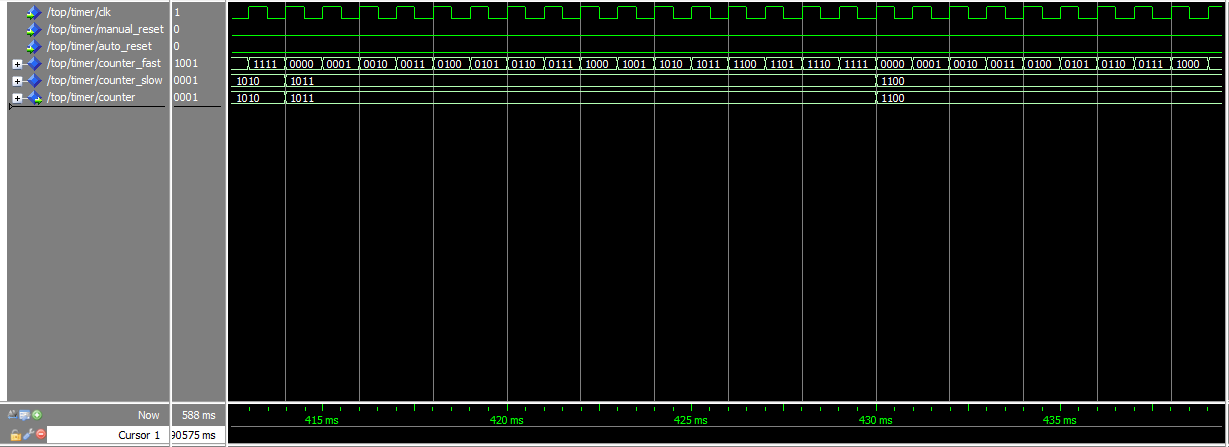 /top/timer/clk 1
/top/timer/manual_reset 0
/top/timer/auto_reset 0
/top/timer/counter_fast 1001 1111 0000 0001 0010 0011 0100 0101 0110 0111 1000 1001 1010 1011 1100 1101 1110 1111 0000 0001 0010 0011 0100 0101 0110 0111 1000
/top/timer/counter_slow 0001 1010 1011 1100
/top/timer/counter 0001 1010 1011 1100
Now 588 ms 415 ms 420 ms 425 ms 430 ms 435 ms
Cursor 1 90575 ms